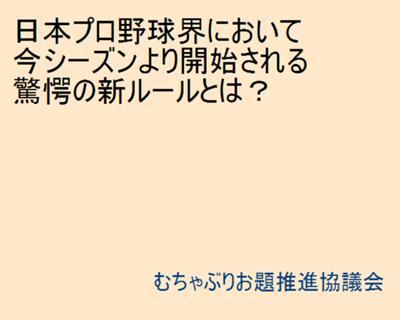 日本プロ野球界において
今シーズンより開始される
驚愕の新ルールとは？
むちゃぶりお題推進協議会